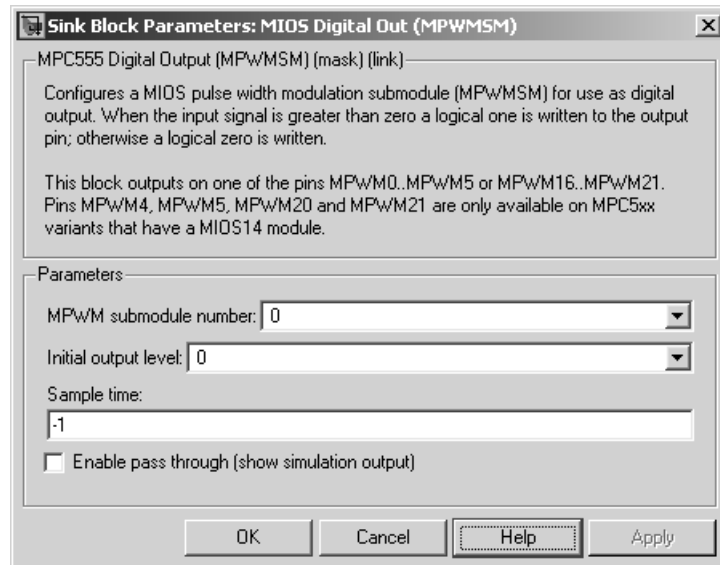 Sink Block Parameters: MIOS Digital Out (MPWMSM)
MPC555 Digital Output (MPWMSM) (mask) (link)
Configures a MIOS pulse width modulation submodule (MPWMSM) for use as digital
output. When the input signal is greater than zero a logical one is written to the output
pin; otherwise a logical zero is written.
This block outputs on one of the pins MPWM0..MPWM5 or MPWM16..MPWM21.
Pins MPWM4, MPWM5, MPWM20 and MPWM21 are only available on MPC5xx
variants that have a MIOS14 module.
Parameters
MPWM submodule number: 0
Initial output level: 0
Sample time:
-1
Enable pass through (show simulation output)
OK Cancel Help Apply